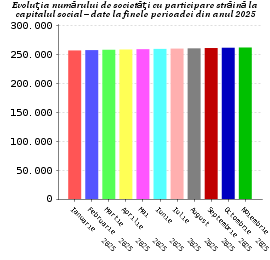 Evoluția numărului de societăți cu participare străină la
capitalul social – date la finele perioadei din anul 2025
300.000
250.000
200.000
150.000
100.000
50.000
0
Ianuarie 2025
Februarie 2025
Martie 2025
Aprilie 2025
Mai 2025
Iunie 2025
Iulie 2025
August 2025
Septembrie 2025
Octombrie 2025
Noiembrie 2025